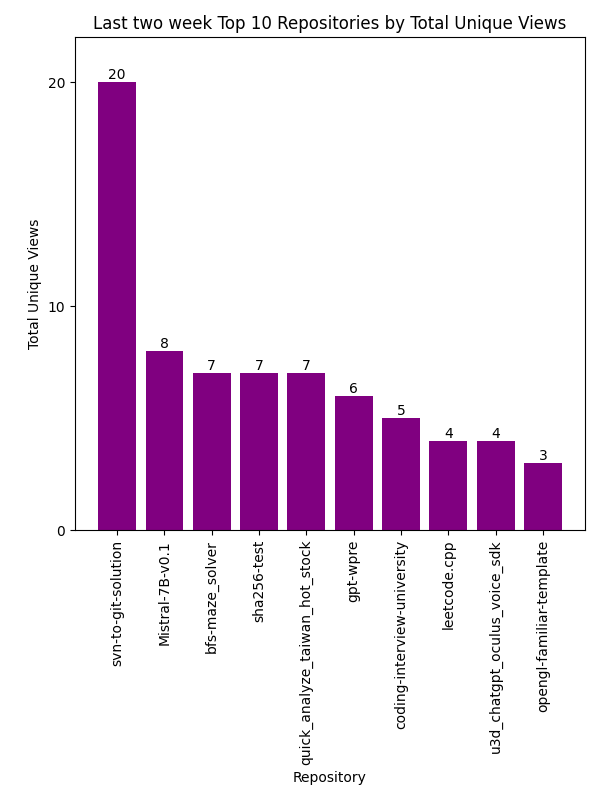 Last two week Top 10 Repositories by Total Unique Views
Total Unique Views
20
10
0
20
8
7
7
7
6
5
4
4
3
svn-to-git-solution
Mistral-7B-v0.1
bfs-maze_solver
sha256-test
quick_analyze_taiwan_hot_stock
gpt-wpre
coding-interview-university
leetcode.cpp
u3d_chatgpt_oculus_voice_sdk
opengl-familiar-template
Repository